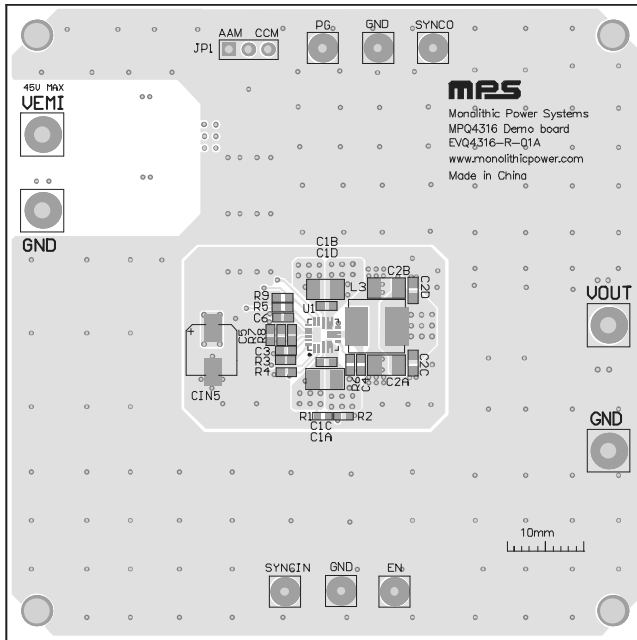 AAM CCM
JP1
PG
GND
SYNCO
45V MAX
VEMI
GND
mps
Monolithic Power Systems
MPQ4316 Demo board
EVQ4316-R-01A
www.monolithicpower.com
Made in China
C1B
C1D
C2B
C2D
L3
U1
R9
R5
C6
C5
R7
R8
C3
R3
R4
CIN5
R6
C4
C2A
C2C
R1
R2
C1C
C1A
VOUT
GND
10mm
SYNCIN
GND
EN